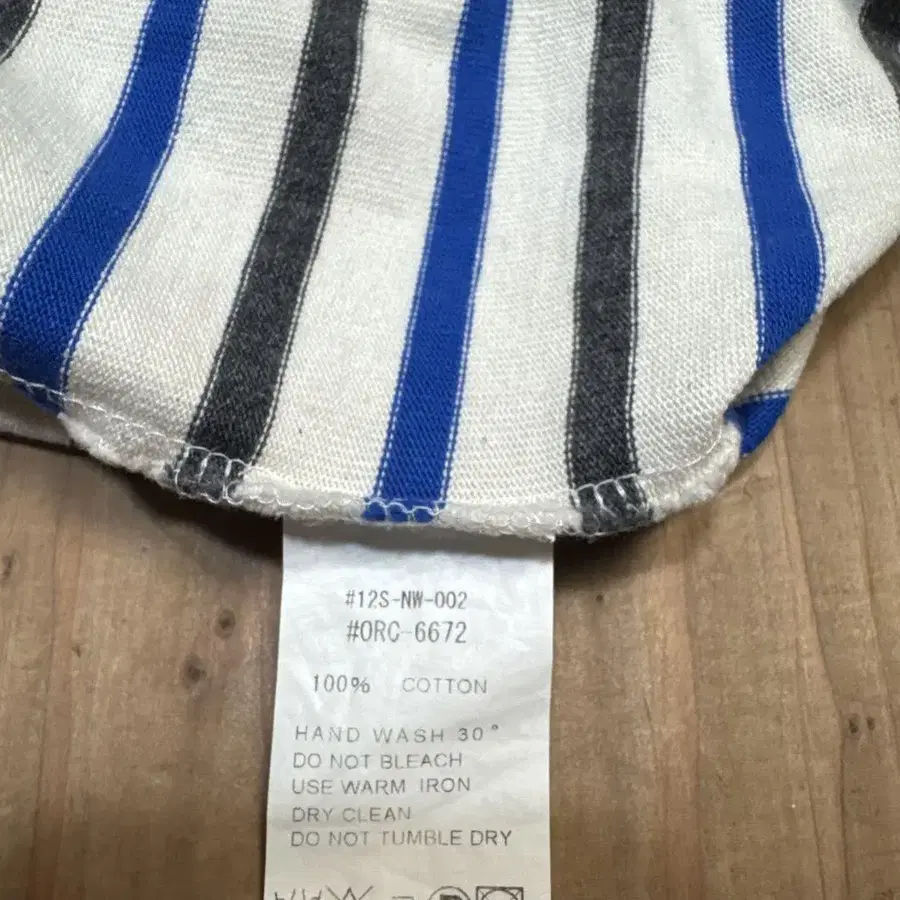 #12S-NW-002
#ORC-6672
100% COTTON
HAND WASH 30°
DO NOT BLEACH
USE WARM IRON
DRY CLEAN
DO NOT TUMBLE DRY